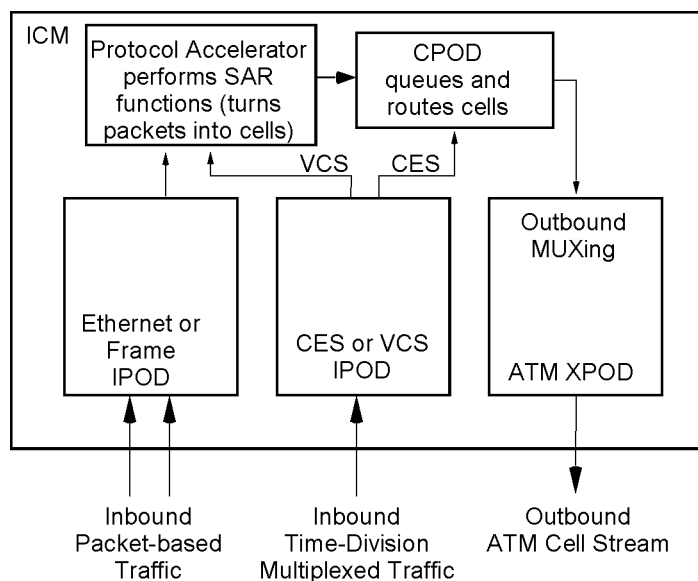 ICM
Protocol Accelerator
performs SAR
functions (turns
packets into cells)
CPOD
queues and
routes cells
VCS
CES
Ethernet or
Frame
IPOD
CES or VCS
IPOD
Outbound
MUXing
ATM XPOD
Inbound
Packet-based
Traffic
Inbound
Time-Division
Multiplexed Traffic
Outbound
ATM Cell Stream